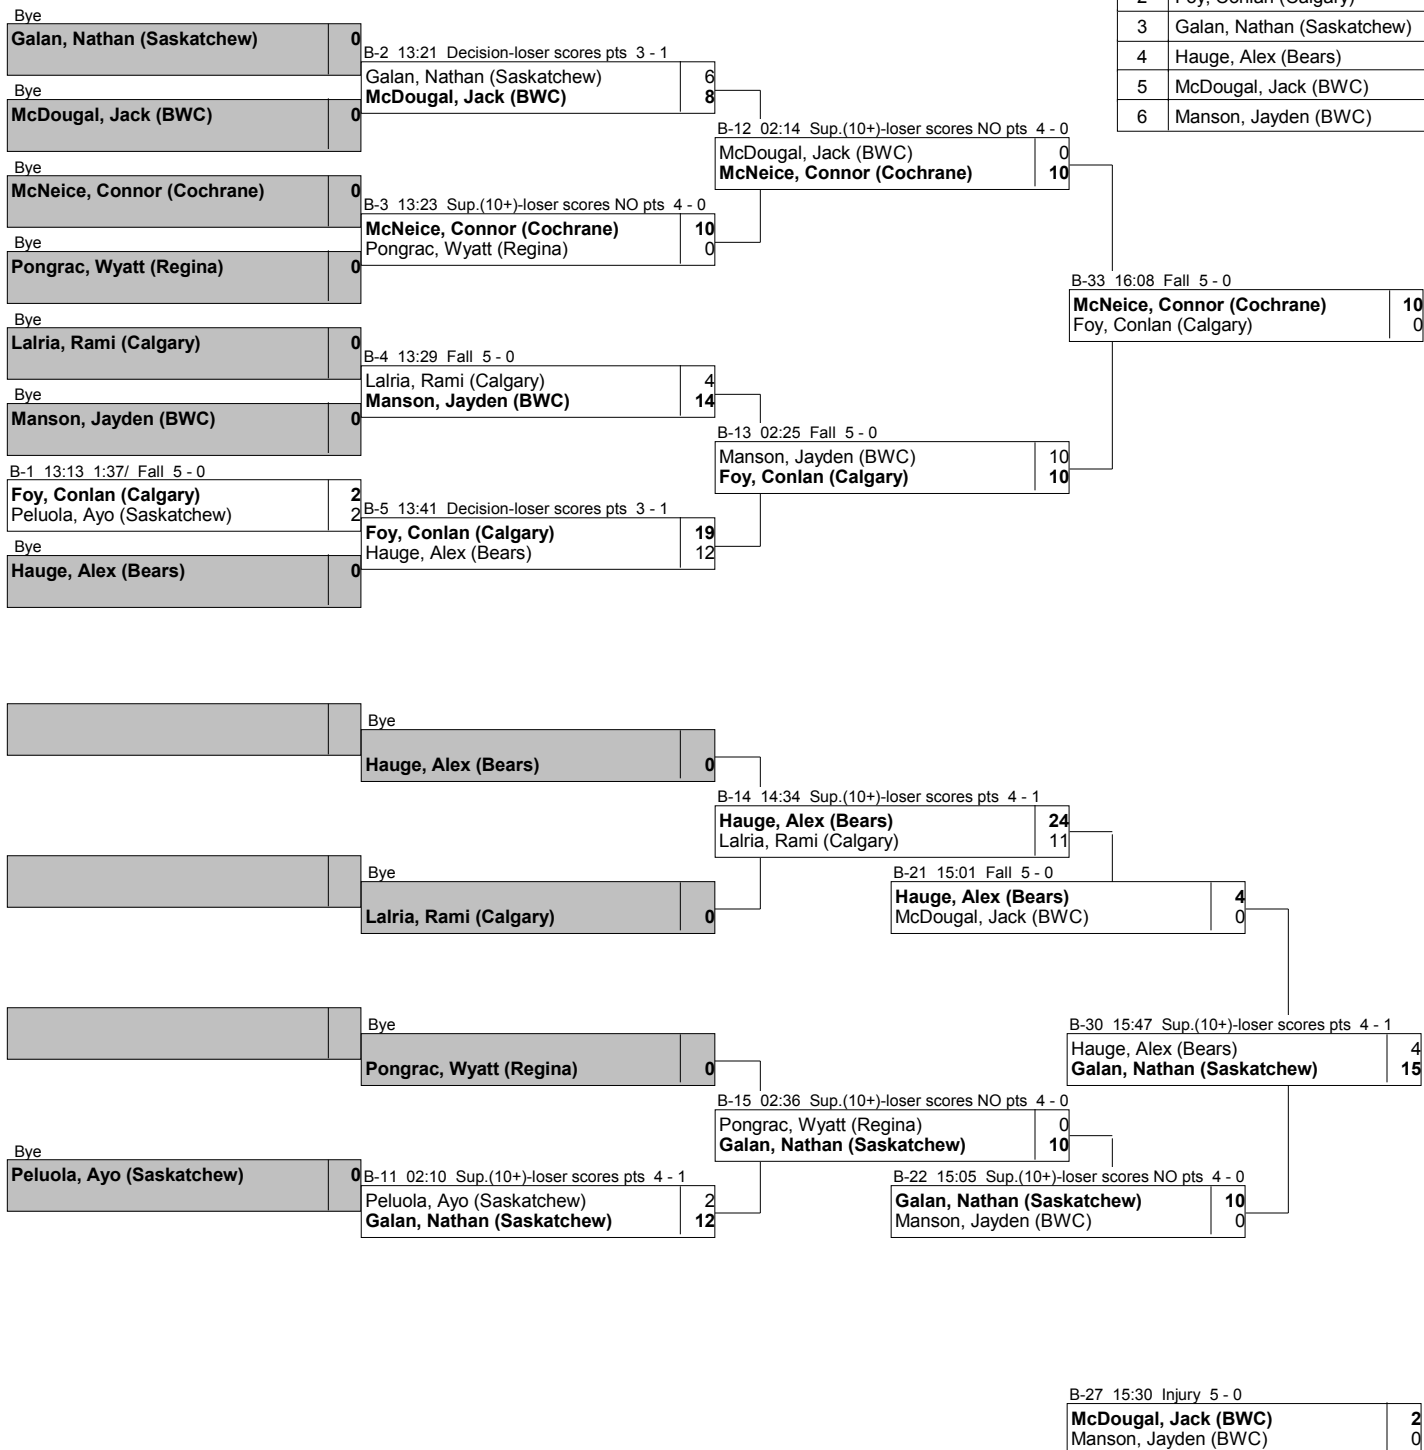 Bye
Galan, Nathan (Saskatchew) 0
Bye
McDougal, Jack (BWC) 0
Bye
McNeice, Connor (Cochrane) 0
Bye
Pongrac, Wyatt (Regina) 0
Bye
Lalria, Rami (Calgary) 0
Bye
Manson, Jayden (BWC) 0
B-1 13:13 1:37/ Fall 5 - 0
Foy, Conlan (Calgary) 2
Peluola, Ayo (Saskatchew) 2
Bye
Hauge, Alex (Bears) 0
B-2 13:21 Decision-loser scores pts 3 - 1
Galan, Nathan (Saskatchew) 6
McDougal, Jack (BWC) 8
B-3 13:23 Sup.(10+)-loser scores NO pts 4 - 0
McNeice, Connor (Cochrane) 10
Pongrac, Wyatt (Regina) 0
B-4 13:29 Fall 5 - 0
Lalria, Rami (Calgary) 4
Manson, Jayden (BWC) 14
B-5 13:41 Decision-loser scores pts 3 - 1
Foy, Conlan (Calgary) 19
Hauge, Alex (Bears) 12
B-12 02:14 Sup.(10+)-loser scores NO pts 4 - 0
McDougal, Jack (BWC) 0
McNeice, Connor (Cochrane) 10
B-13 02:25 Fall 5 - 0
Manson, Jayden (BWC) 10
Foy, Conlan (Calgary) 10
B-33 16:08 Fall 5 - 0
McNeice, Connor (Cochrane) 10
Foy, Conlan (Calgary) 0
2 Foy, Conlan (Calgary)
3 Galan, Nathan (Saskatchew)
4 Hauge, Alex (Bears)
5 McDougal, Jack (BWC)
6 Manson, Jayden (BWC)
Bye
Hauge, Alex (Bears) 0
Bye
Lalria, Rami (Calgary) 0
Bye
Pongrac, Wyatt (Regina) 0
Bye
Peluola, Ayo (Saskatchew) 0
B-11 02:10 Sup.(10+)-loser scores pts 4 - 1
Peluola, Ayo (Saskatchew) 2
Galan, Nathan (Saskatchew) 12
B-14 14:34 Sup.(10+)-loser scores pts 4 - 1
Hauge, Alex (Bears) 24
Lalria, Rami (Calgary) 11
B-15 02:36 Sup.(10+)-loser scores NO pts 4 - 0
Pongrac, Wyatt (Regina) 0
Galan, Nathan (Saskatchew) 10
B-21 15:01 Fall 5 - 0
Hauge, Alex (Bears) 4
McDougal, Jack (BWC) 0
B-22 15:05 Sup.(10+)-loser scores NO pts 4 - 0
Galan, Nathan (Saskatchew) 10
Manson, Jayden (BWC) 0
B-30 15:47 Sup.(10+)-loser scores pts 4 - 1
Hauge, Alex (Bears) 4
Galan, Nathan (Saskatchew) 15
B-27 15:30 Injury 5 - 0
McDougal, Jack (BWC) 2
Manson, Jayden (BWC) 0